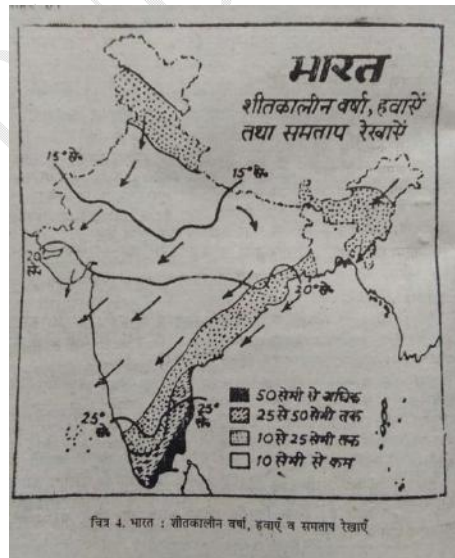 भारत
शीतकालीन वर्षा, हवायें
तथा समताप रेखायें
15° से.
15° से.
20° से.
20° से.
25° से.
25° से.
50 सेमी से अधिक
25 से 50 सेमी तक
10 से 25 सेमी तक
10 सेमी से कम
चित्र 4. भारत : शीतकालीन वर्षा, हवाएँ व समताप रेखाएँ